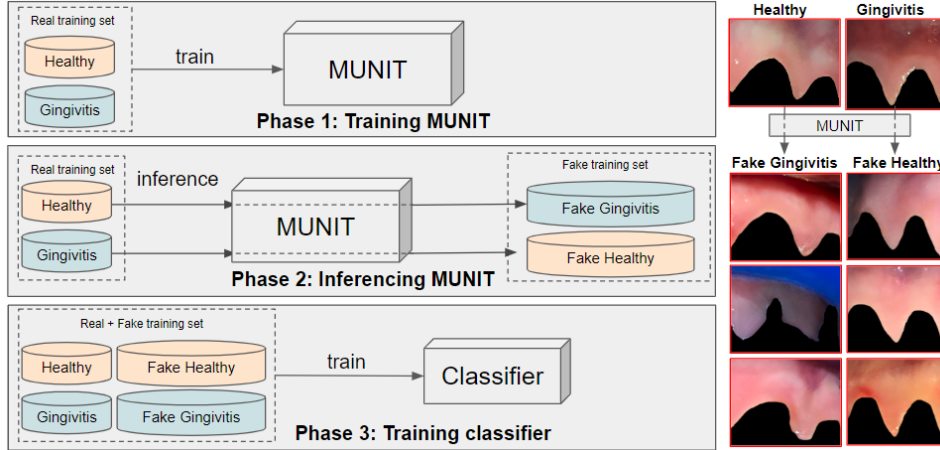 Real training set
Healthy
Gingivitis
train
MUNIT
Phase 1: Training MUNIT
Real training set
Healthy
Gingivitis
inference
MUNIT
Fake training set
Fake Gingivitis
Fake Healthy
Phase 2: Inferencing MUNIT
Real + Fake training set
Healthy
Fake Healthy
Gingivitis
Fake Gingivitis
train
Classifier
Phase 3: Training classifier
Healthy
Gingivitis
MUNIT
Fake Gingivitis
Fake Healthy